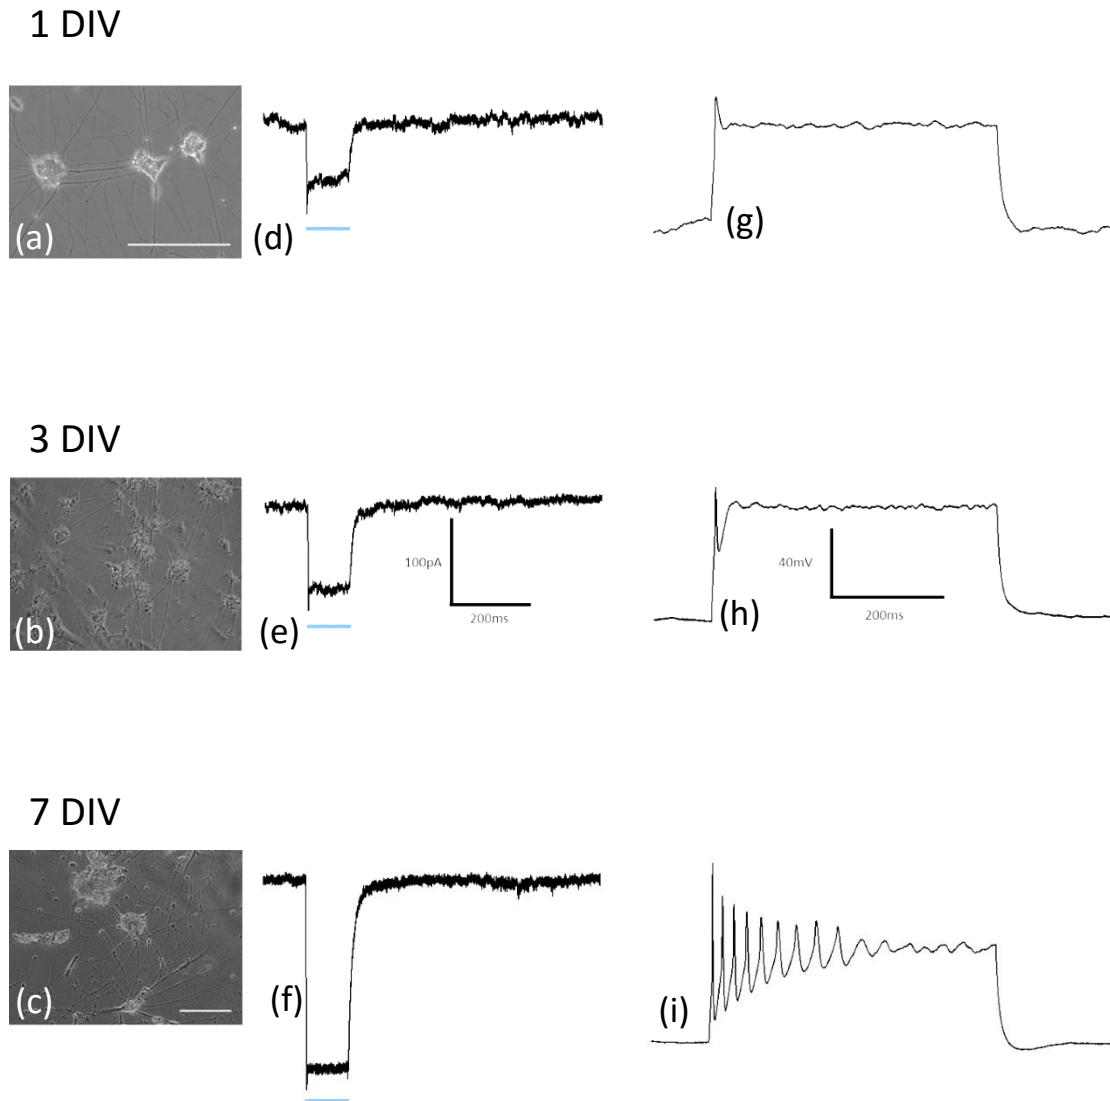 1 DIV
(a)
(d)
(g)
3 DIV
100pA
200ms
40mV
200ms
(b)
(e)
(h)
7 DIV
(c)
(f)
(i)